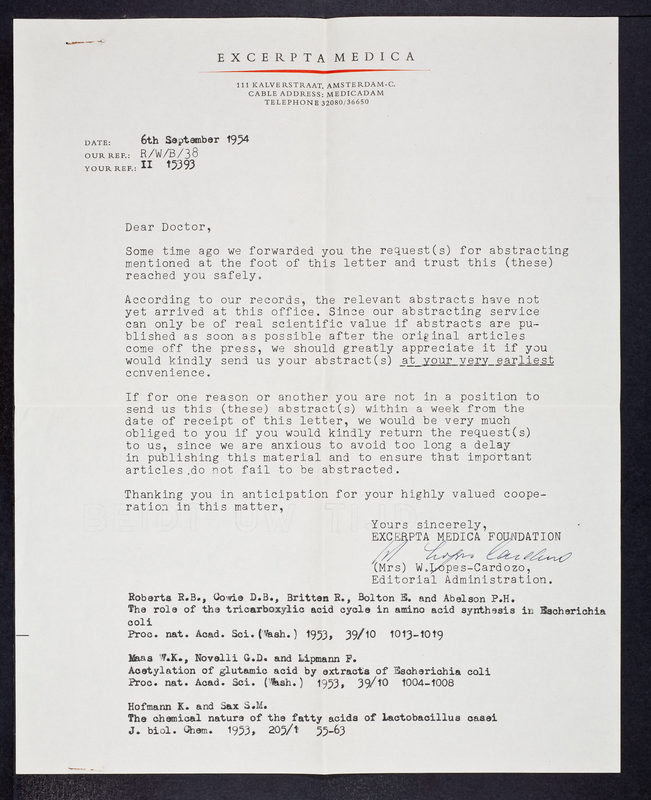 EXCERPTA MEDICA
111 KALVERSTRAAT, AMSTERDAM-C.
CABLE ADDRESS: MEDICADAM
TELEPHONE 32080/36650
DATE: 6th September 1954
OUR REF.: R/W/B/38
YOUR REF.: II 15393
Dear Doctor,
Some time ago we forwarded you the request(s) for abstracting
mentioned at the foot of this letter and trust this (these)
reached you safely.
According to our records, the relevant abstracts have not
yet arrived at this office. Since our abstracting service
can only be of real scientific value if abstracts are pu-
blished as soon as possible after the original articles
come off the press, we should greatly appreciate it if you
would kindly send us your abstract(s) at your very earliest
convenience.
If for one reason or another you are not in a position to
send us this (these) abstract(s) within a week from the
date of receipt of this letter, we would be very much
obliged to you if you would kindly return the request(s)
to us, since we are anxious to avoid too long a delay
in publishing this material and to ensure that important
articles do not fail to be abstracted.
Thanking you in anticipation for your highly valued coope-
ration in this matter,
Yours sincerely,
EXCERPTA MEDICA FOUNDATION
W Lopes Cardozo
(Mrs) W.Lopes-Cardozo,
Editorial Administration.
Roberts R.B., Cowie D.B., Britten R., Bolton E. and Abelson P.H.
The role of the tricarboxylic acid cycle in amino acid synthesis in Escherichia
coli
Proc. nat. Acad. Sci.(Wash.) 1953, 39/10 1013-1019
Maas W.K., Novelli G.D. and Lipmann F.
Acetylation of glutamic acid by extracts of Escherichia coli
Proc. nat. Acad. Sci. (Wash.) 1953, 39/10 1004-1008
Hofmann K. and Sax S.M.
The chemical nature of the fatty acids of Lactobacillus casei
J. biol. Chem. 1953, 205/1 55-63